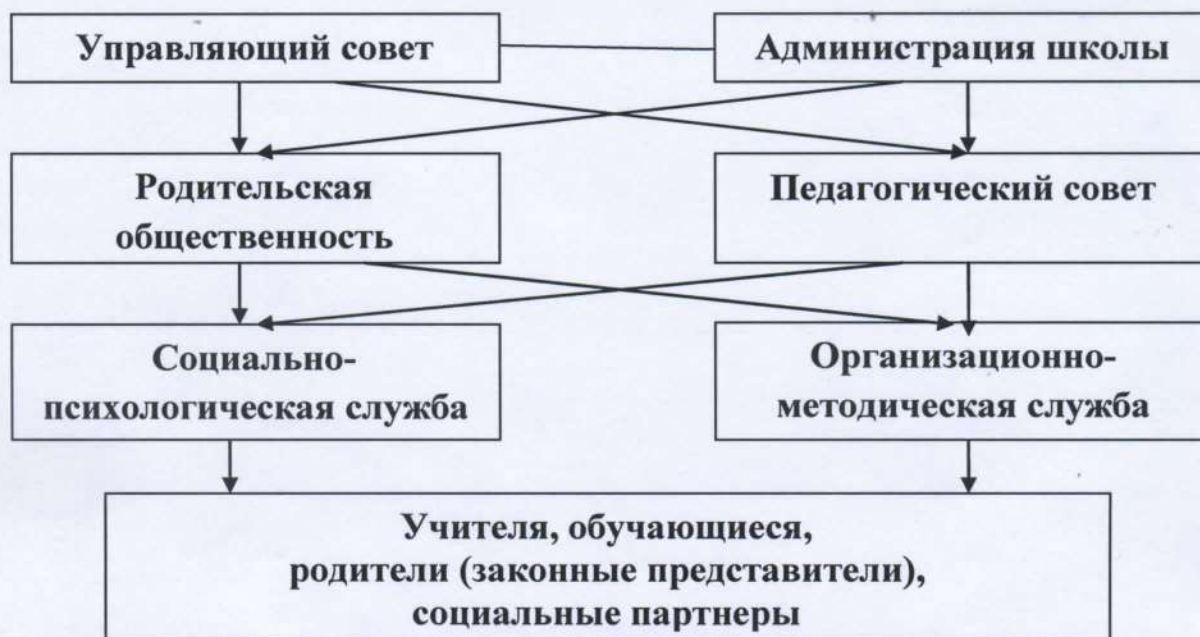 Управляющий совет
Администрация школы
Родительская
общественность
Педагогический совет
Социально-
психологическая служба
Организационно-
методическая служба
Учителя, обучающиеся,
родители (законные представители),
социальные партнеры